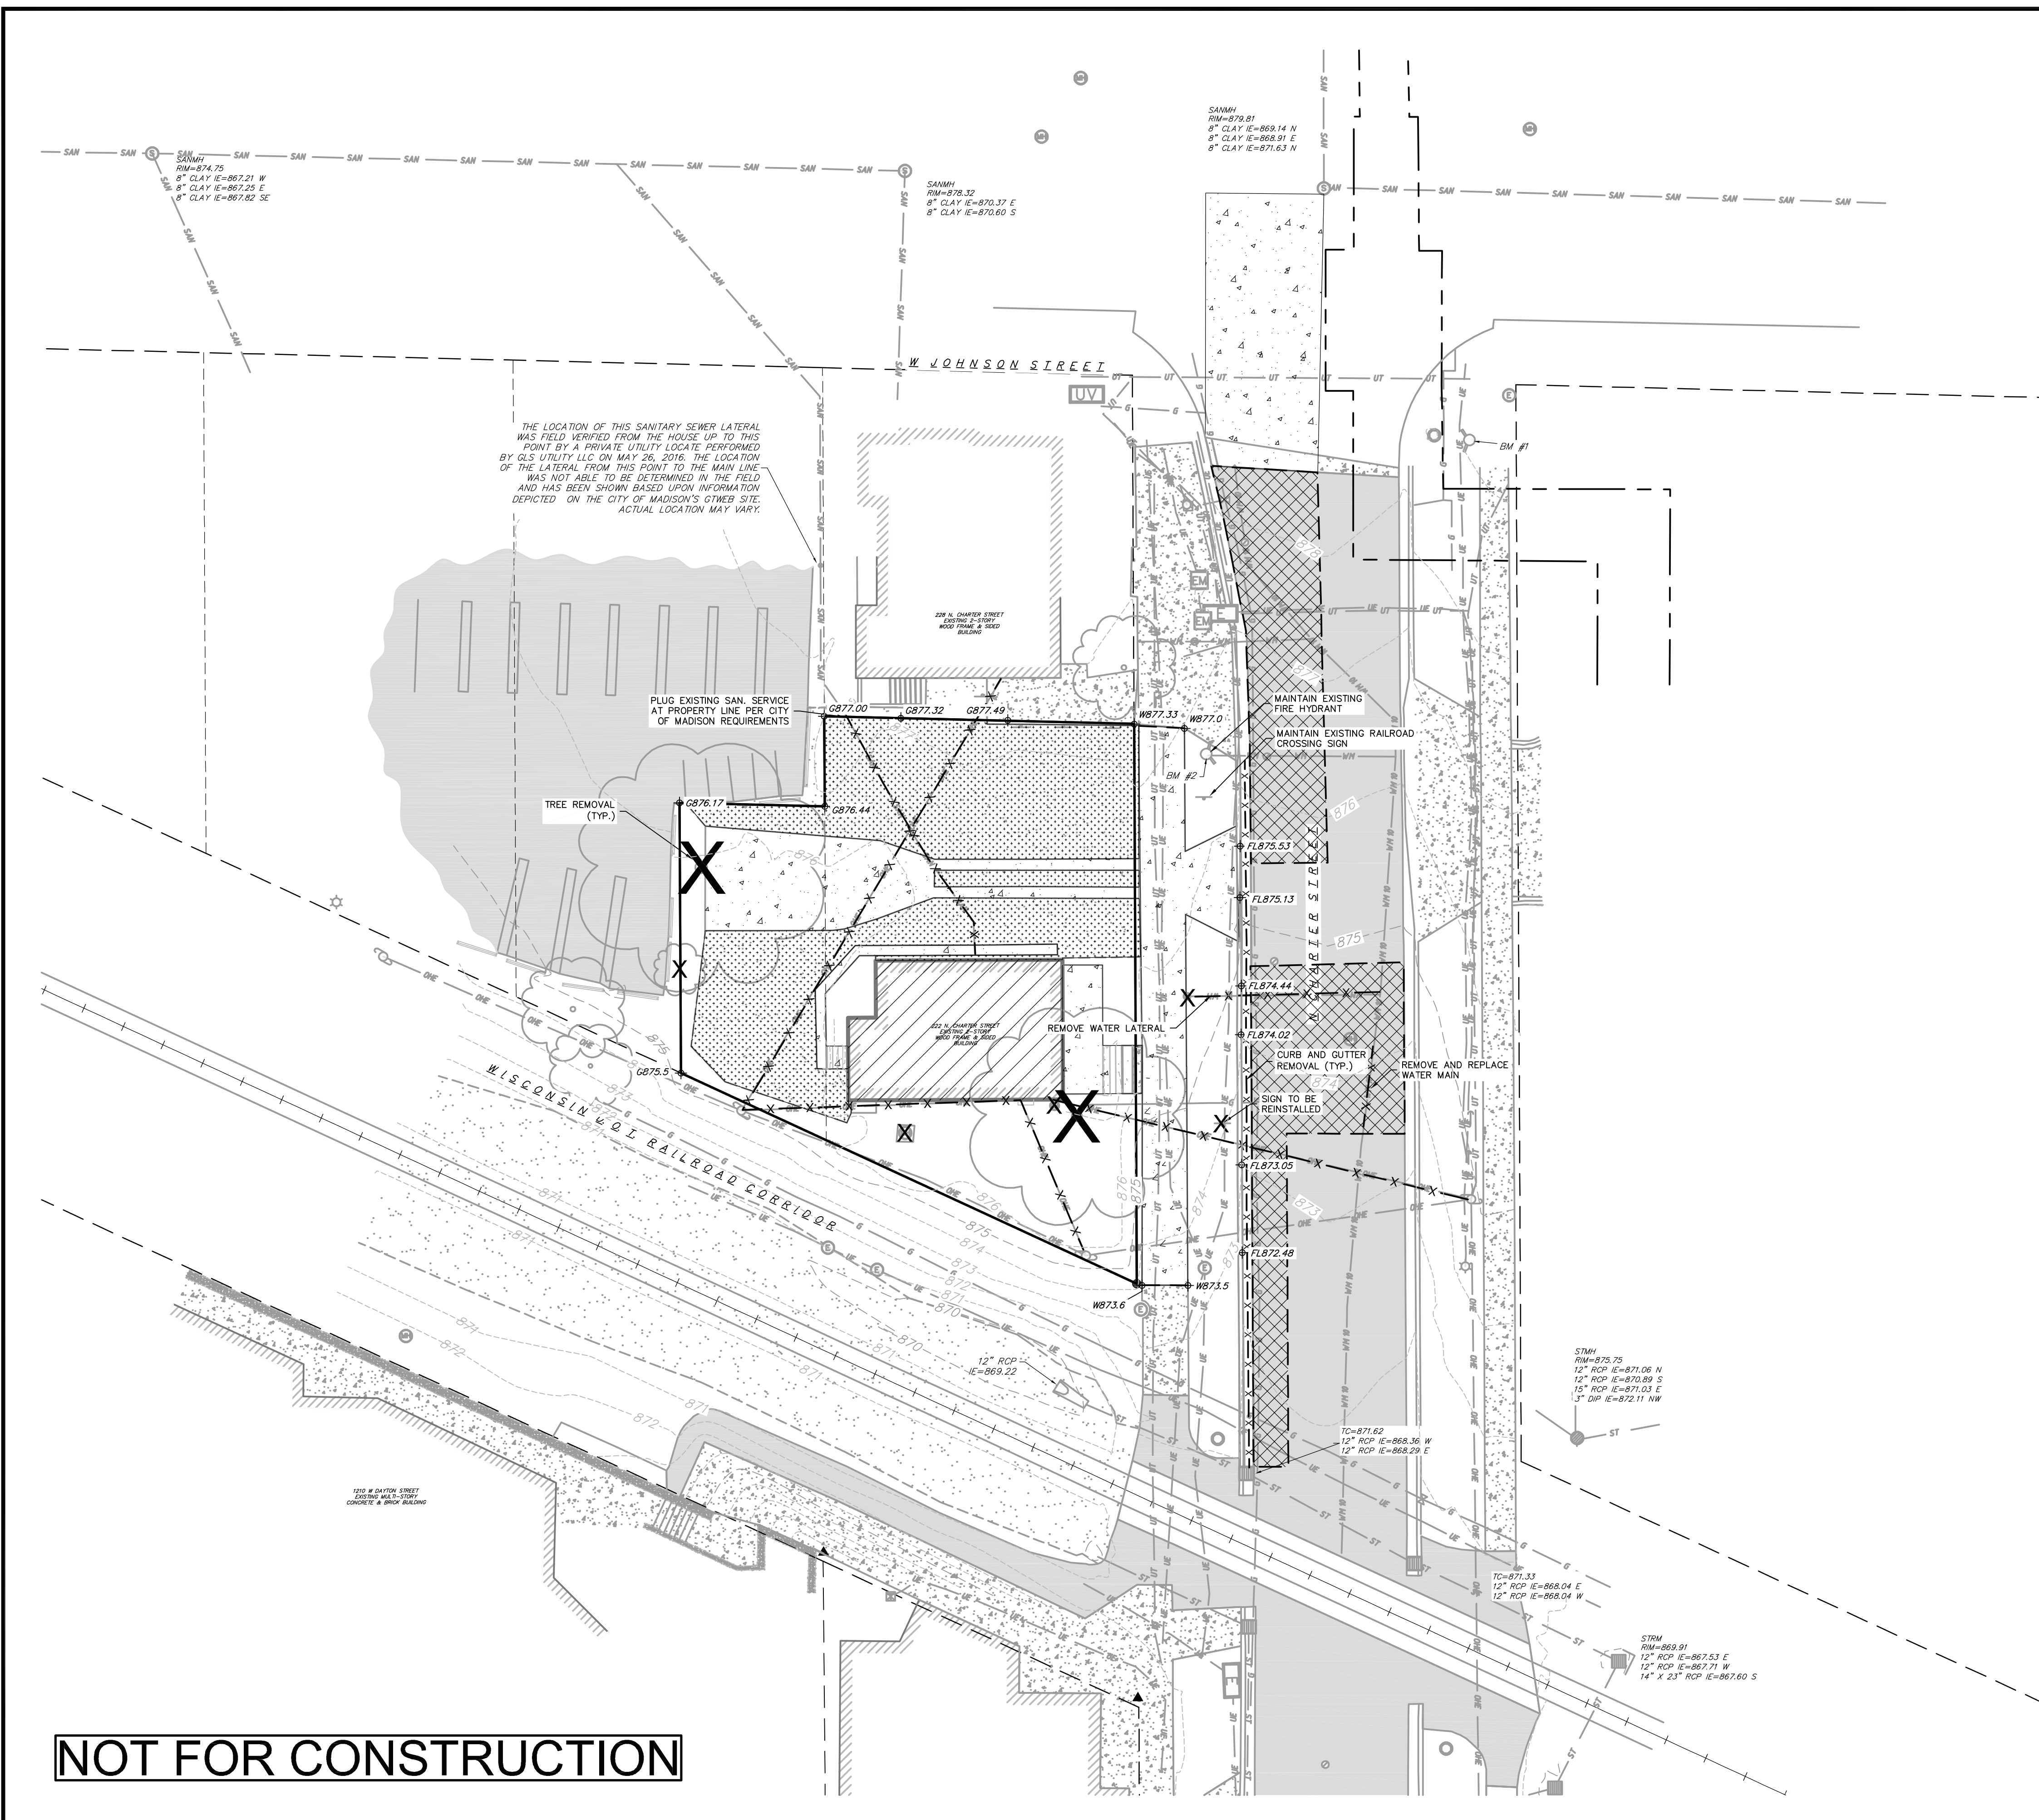 SANMH
RIM=879.81
8" CLAY IE=869.14 N
8" CLAY IE=868.91 E
8" CLAY IE=871.63 N
SANMH
RIM=874.75
8" CLAY IE=867.21 W
8" CLAY IE=867.25 E
8" CLAY IE=867.82 SE
SANMH
RIM=878.32
8" CLAY IE=870.37 E
8" CLAY IE=870.60 S
W JOHNSON STREET
UV
BM #1
THE LOCATION OF THIS SANITARY SEWER LATERAL
WAS FIELD VERIFIED FROM THE HOUSE UP TO THIS
POINT BY A PRIVATE UTILITY LOCATE PERFORMED
BY GLS UTILITY LLC ON MAY 26, 2016. THE LOCATION
OF THE LATERAL FROM THIS POINT TO THE MAIN LINE
WAS NOT ABLE TO BE DETERMINED IN THE FIELD
AND HAS BEEN SHOWN BASED UPON INFORMATION
DEPICTED ON THE CITY OF MADISON'S GTWEB SITE.
ACTUAL LOCATION MAY VARY.
228 N. CHARTER STREET
EXISTING 2-STORY
WOOD FRAME & SIDED
BUILDING
PLUG EXISTING SAN. SERVICE
AT PROPERTY LINE PER CITY
OF MADISON REQUIREMENTS
G877.00
G877.32
G877.49
W877.33
W877.0
MAINTAIN EXISTING
FIRE HYDRANT
MAINTAIN EXISTING RAILROAD
CROSSING SIGN
BM #2
TREE REMOVAL
(TYP.)
G876.17
G876.44
FL875.53
FL875.13
N CHARTER STREET
FL874.44
FL874.02
222 N. CHARTER STREET
EXISTING 2-STORY
WOOD FRAME & SIDED
BUILDING
REMOVE WATER LATERAL
CURB AND GUTTER
REMOVAL (TYP.)
REMOVE AND REPLACE
WATER MAIN
SIGN TO BE
REINSTALLED
G875.5
WISCONSIN D.O.T. RAILROAD CORRIDOR
FL873.05
FL872.48
W873.6
W873.5
12" RCP
IE=869.22
STMH
RIM=875.75
12" RCP IE=871.06 N
12" RCP IE=870.89 S
15" RCP IE=871.03 E
3" DIP IE=872.11 NW
TC=871.62
12" RCP IE=868.36 W
12" RCP IE=868.29 E
1210 W DAYTON STREET
EXISTING MULTI-STORY
CONCRETE & BRICK BUILDING
TC=871.33
12" RCP IE=868.04 E
12" RCP IE=868.04 W
STRM
RIM=869.91
12" RCP IE=867.53 E
12" RCP IE=867.71 W
14" X 23" RCP IE=867.60 S
NOT FOR CONSTRUCTION